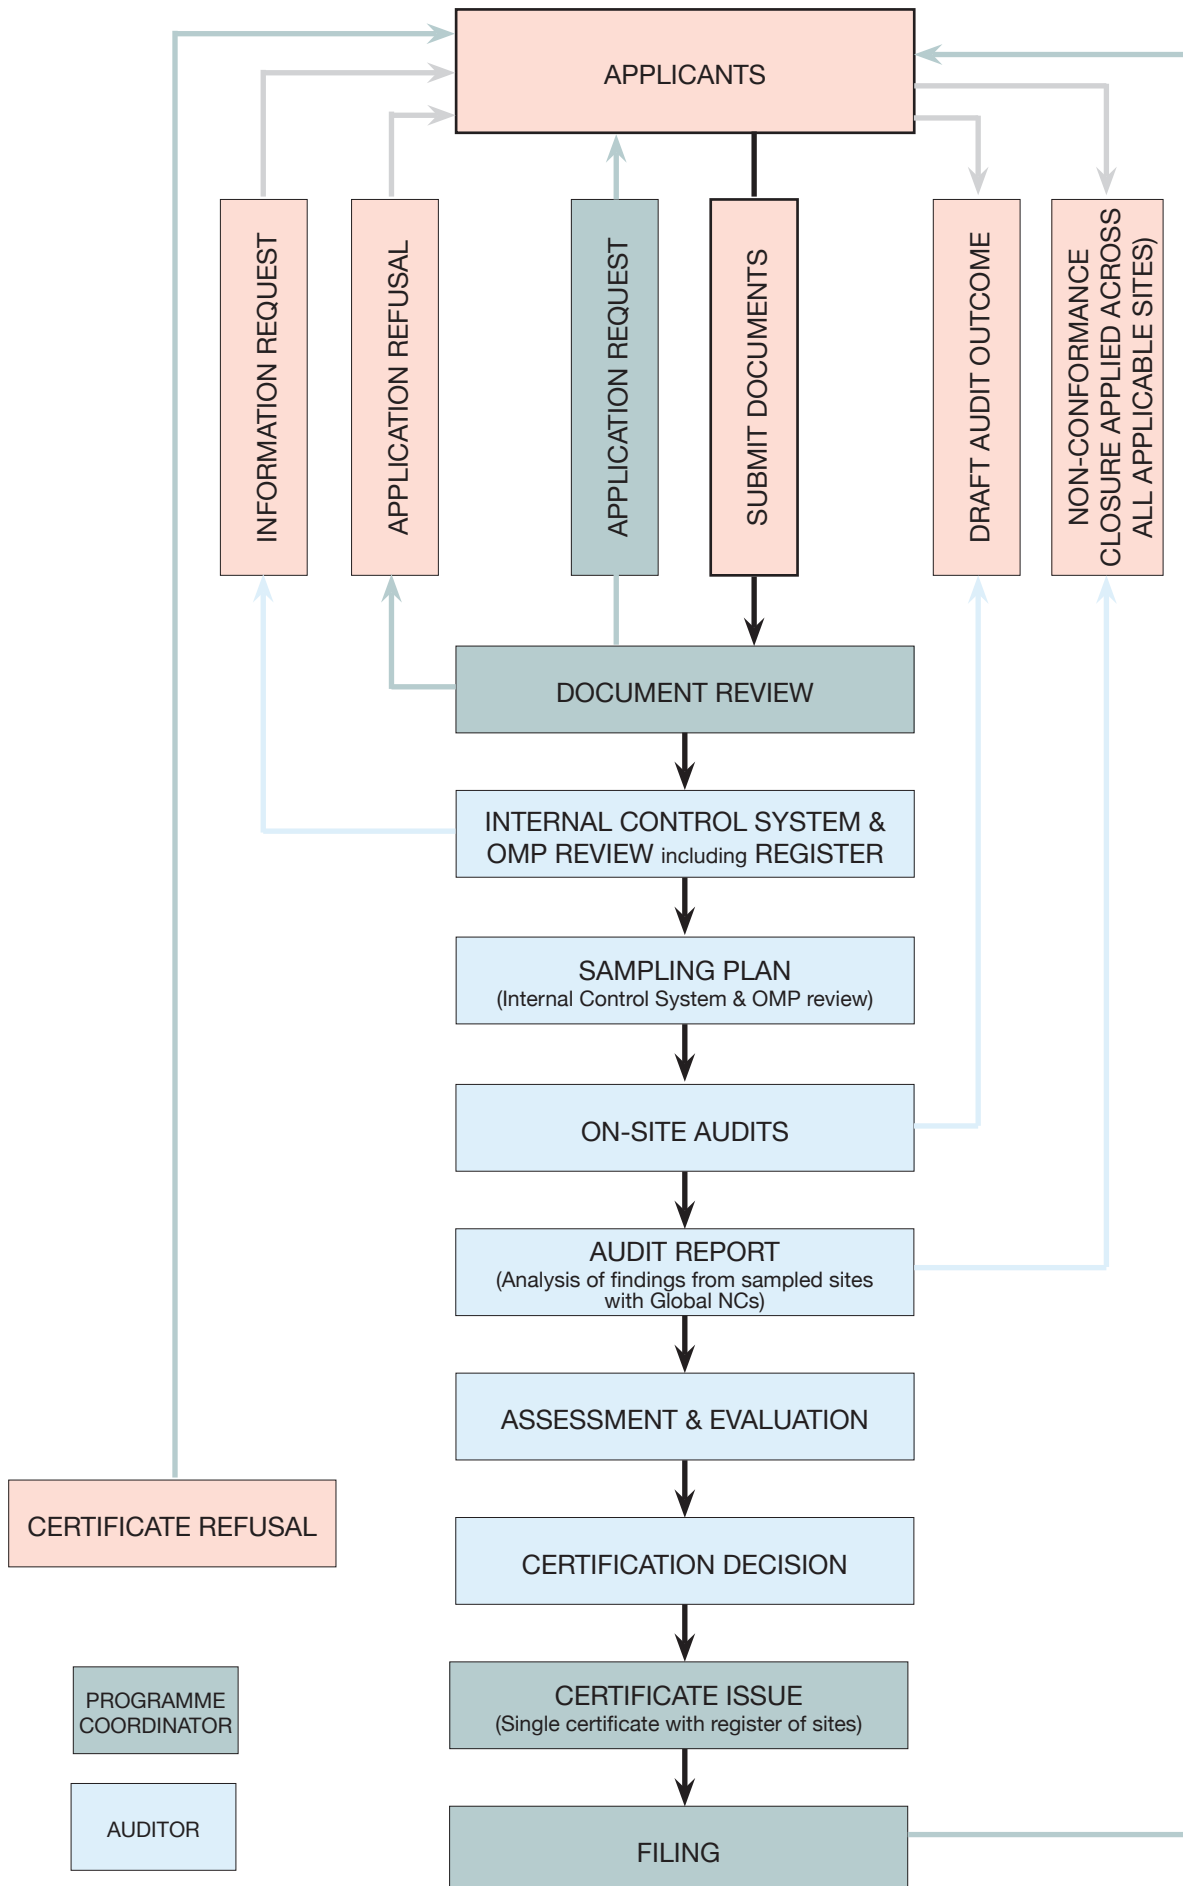 APPLICANTS
INFORMATION REQUEST
APPLICATION REFUSAL
APPLICATION REQUEST
SUBMIT DOCUMENTS
DRAFT AUDIT OUTCOME
NON-CONFORMANCE
CLOSURE APPLIED ACROSS
ALL APPLICABLE SITES)
DOCUMENT REVIEW
INTERNAL CONTROL SYSTEM &
OMP REVIEW including REGISTER
SAMPLING PLAN
(Internal Control System & OMP review)
ON-SITE AUDITS
AUDIT REPORT
(Analysis of findings from sampled sites
with Global NCs)
ASSESSMENT & EVALUATION
CERTIFICATE REFUSAL
CERTIFICATION DECISION
CERTIFICATE ISSUE
(Single certificate with register of sites)
PROGRAMME
COORDINATOR
AUDITOR
FILING